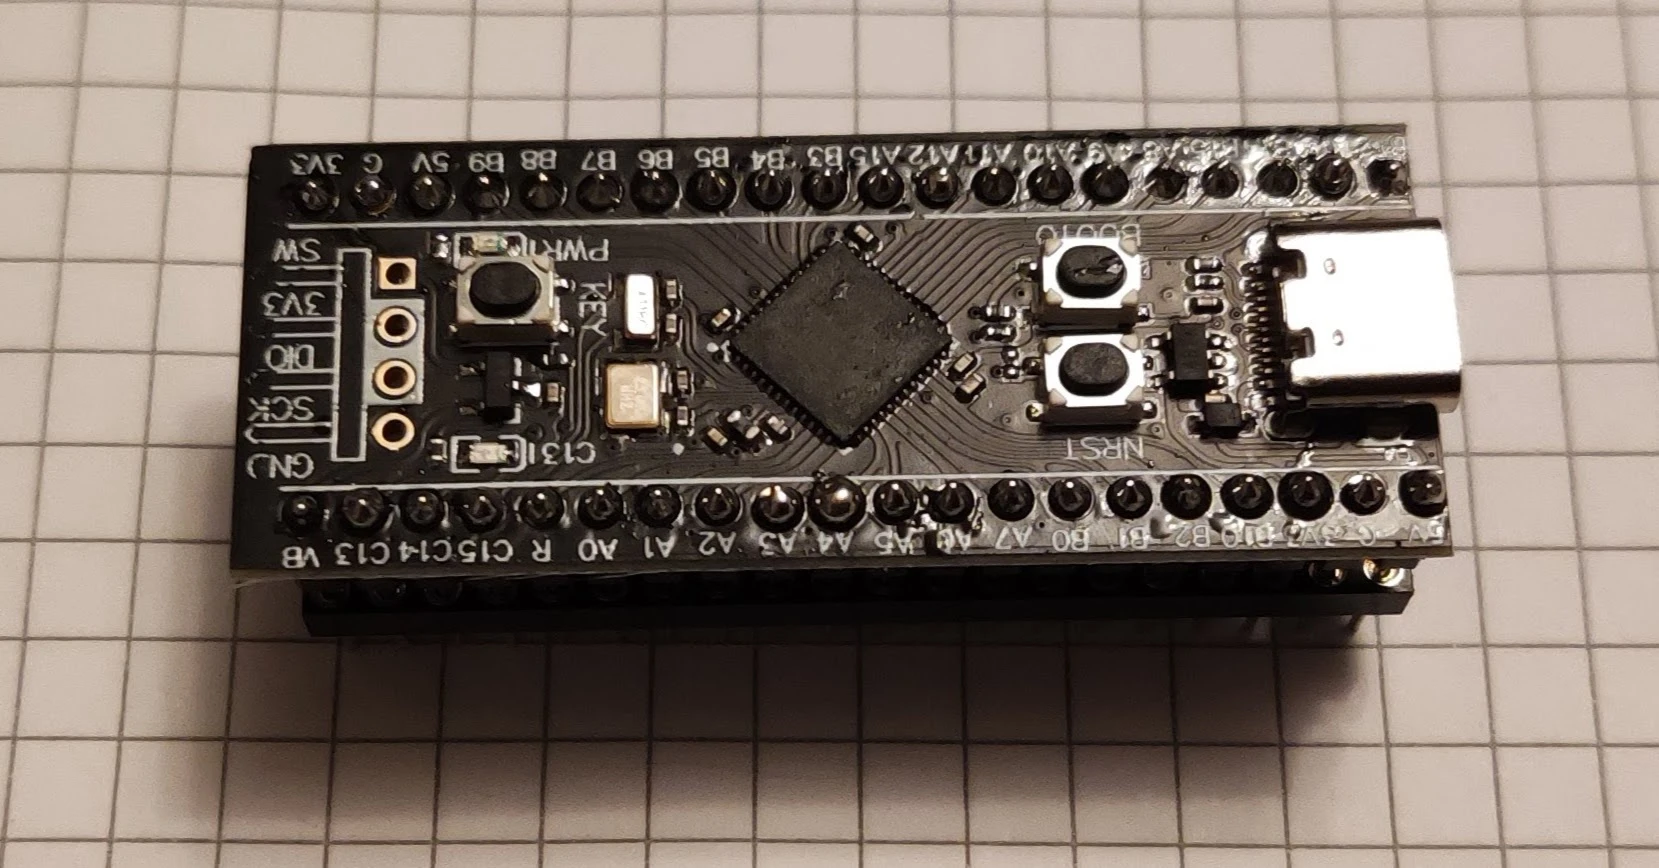 5V G 3V3 B10 B2 B1 B0 A7 A6 A5 A4 A3 A2 A1 A0 R C15 C14 C13 VB
NRST
C13
GND
SCK
DIO
3V3
SW
KEY
BOOT0
PWR
A8 A9 A10 A11 A12 A15 B3 B4 B5 B6 B7 B8 B9 5V G 3V3